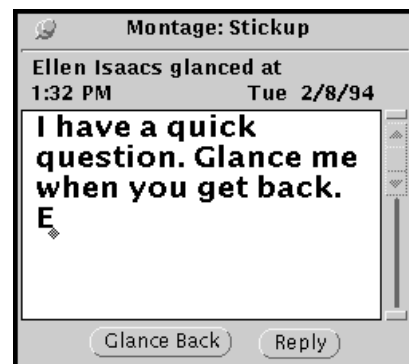 Montage: Stickup
Ellen Isaacs glanced at
1:32 PM Tue 2/8/94
I have a quick
question. Glance me
when you get back.
E
Glance Back Reply